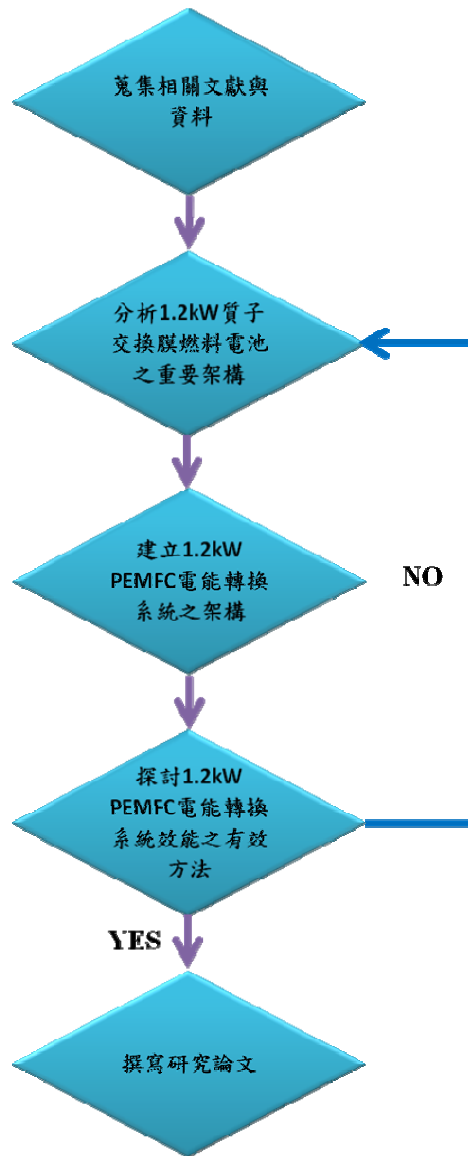 蒐集相關文獻與
資料
分析1.2kW質子
交換膜燃料電池
之重要架構
建立1.2kW
PEMFC電能轉換
系統之架構
NO
探討1.2kW
PEMFC電能轉換
系統效能之有效
方法
YES
撰寫研究論文